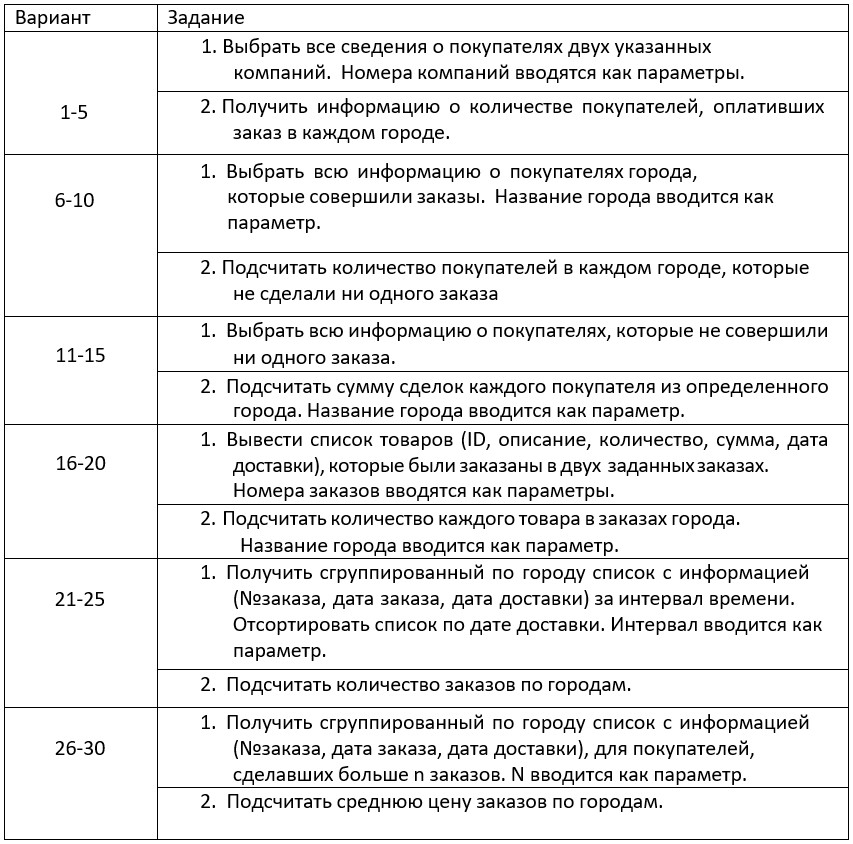 Вариант Задание
1. Выбрать все сведения о покупателях двух указанных
компаний. Номера компаний вводятся как параметры.
1-5
2. Получить информацию о количестве покупателей, оплативших
заказ в каждом городе.
1. Выбрать всю информацию о покупателях города,
6-10
которые совершили заказы. Название города вводится как
параметр.
2. Подсчитать количество покупателей в каждом городе, которые
не сделали ни одного заказа
1. Выбрать всю информацию о покупателях, которые не совершили
11-15
ни одного заказа.
2. Подсчитать сумму сделок каждого покупателя из определенного
города. Название города вводится как параметр.
1. Вывести список товаров (ID, описание, количество, сумма, дата
16-20
доставки), которые были заказаны в двух заданных заказах.
Номера заказов вводятся как параметры.
2. Подсчитать количество каждого товара в заказах города.
Название города вводится как параметр.
1. Получить сгруппированный по городу список с информацией
21-25
(№заказа, дата заказа, дата доставки) за интервал времени.
Отсортировать список по дате доставки. Интервал вводится как
параметр.
2. Подсчитать количество заказов по городам.
1. Получить сгруппированный по городу список с информацией
26-30
(№заказа, дата заказа, дата доставки), для покупателей,
сделавших больше n заказов. N вводится как параметр.
2. Подсчитать среднюю цену заказов по городам.